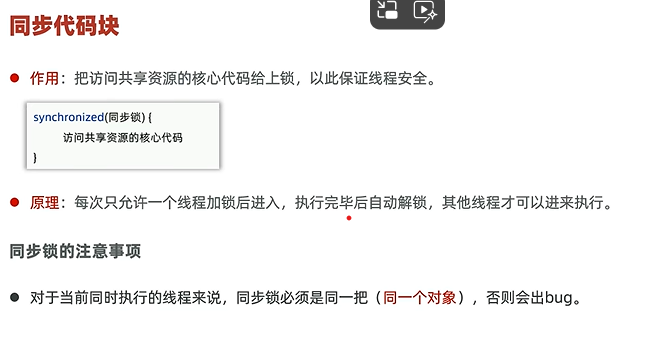 同步代码块
作用：把访问共享资源的核心代码给上锁，以此保证线程安全。
synchronized(同步锁) {
访问共享资源的核心代码
}
原理：每次只允许一个线程加锁后进入，执行完毕后自动解锁，其他线程才可以进来执行。
同步锁的注意事项
对于当前同时执行的线程来说，同步锁必须是同一把（同一个对象），否则会出bug。